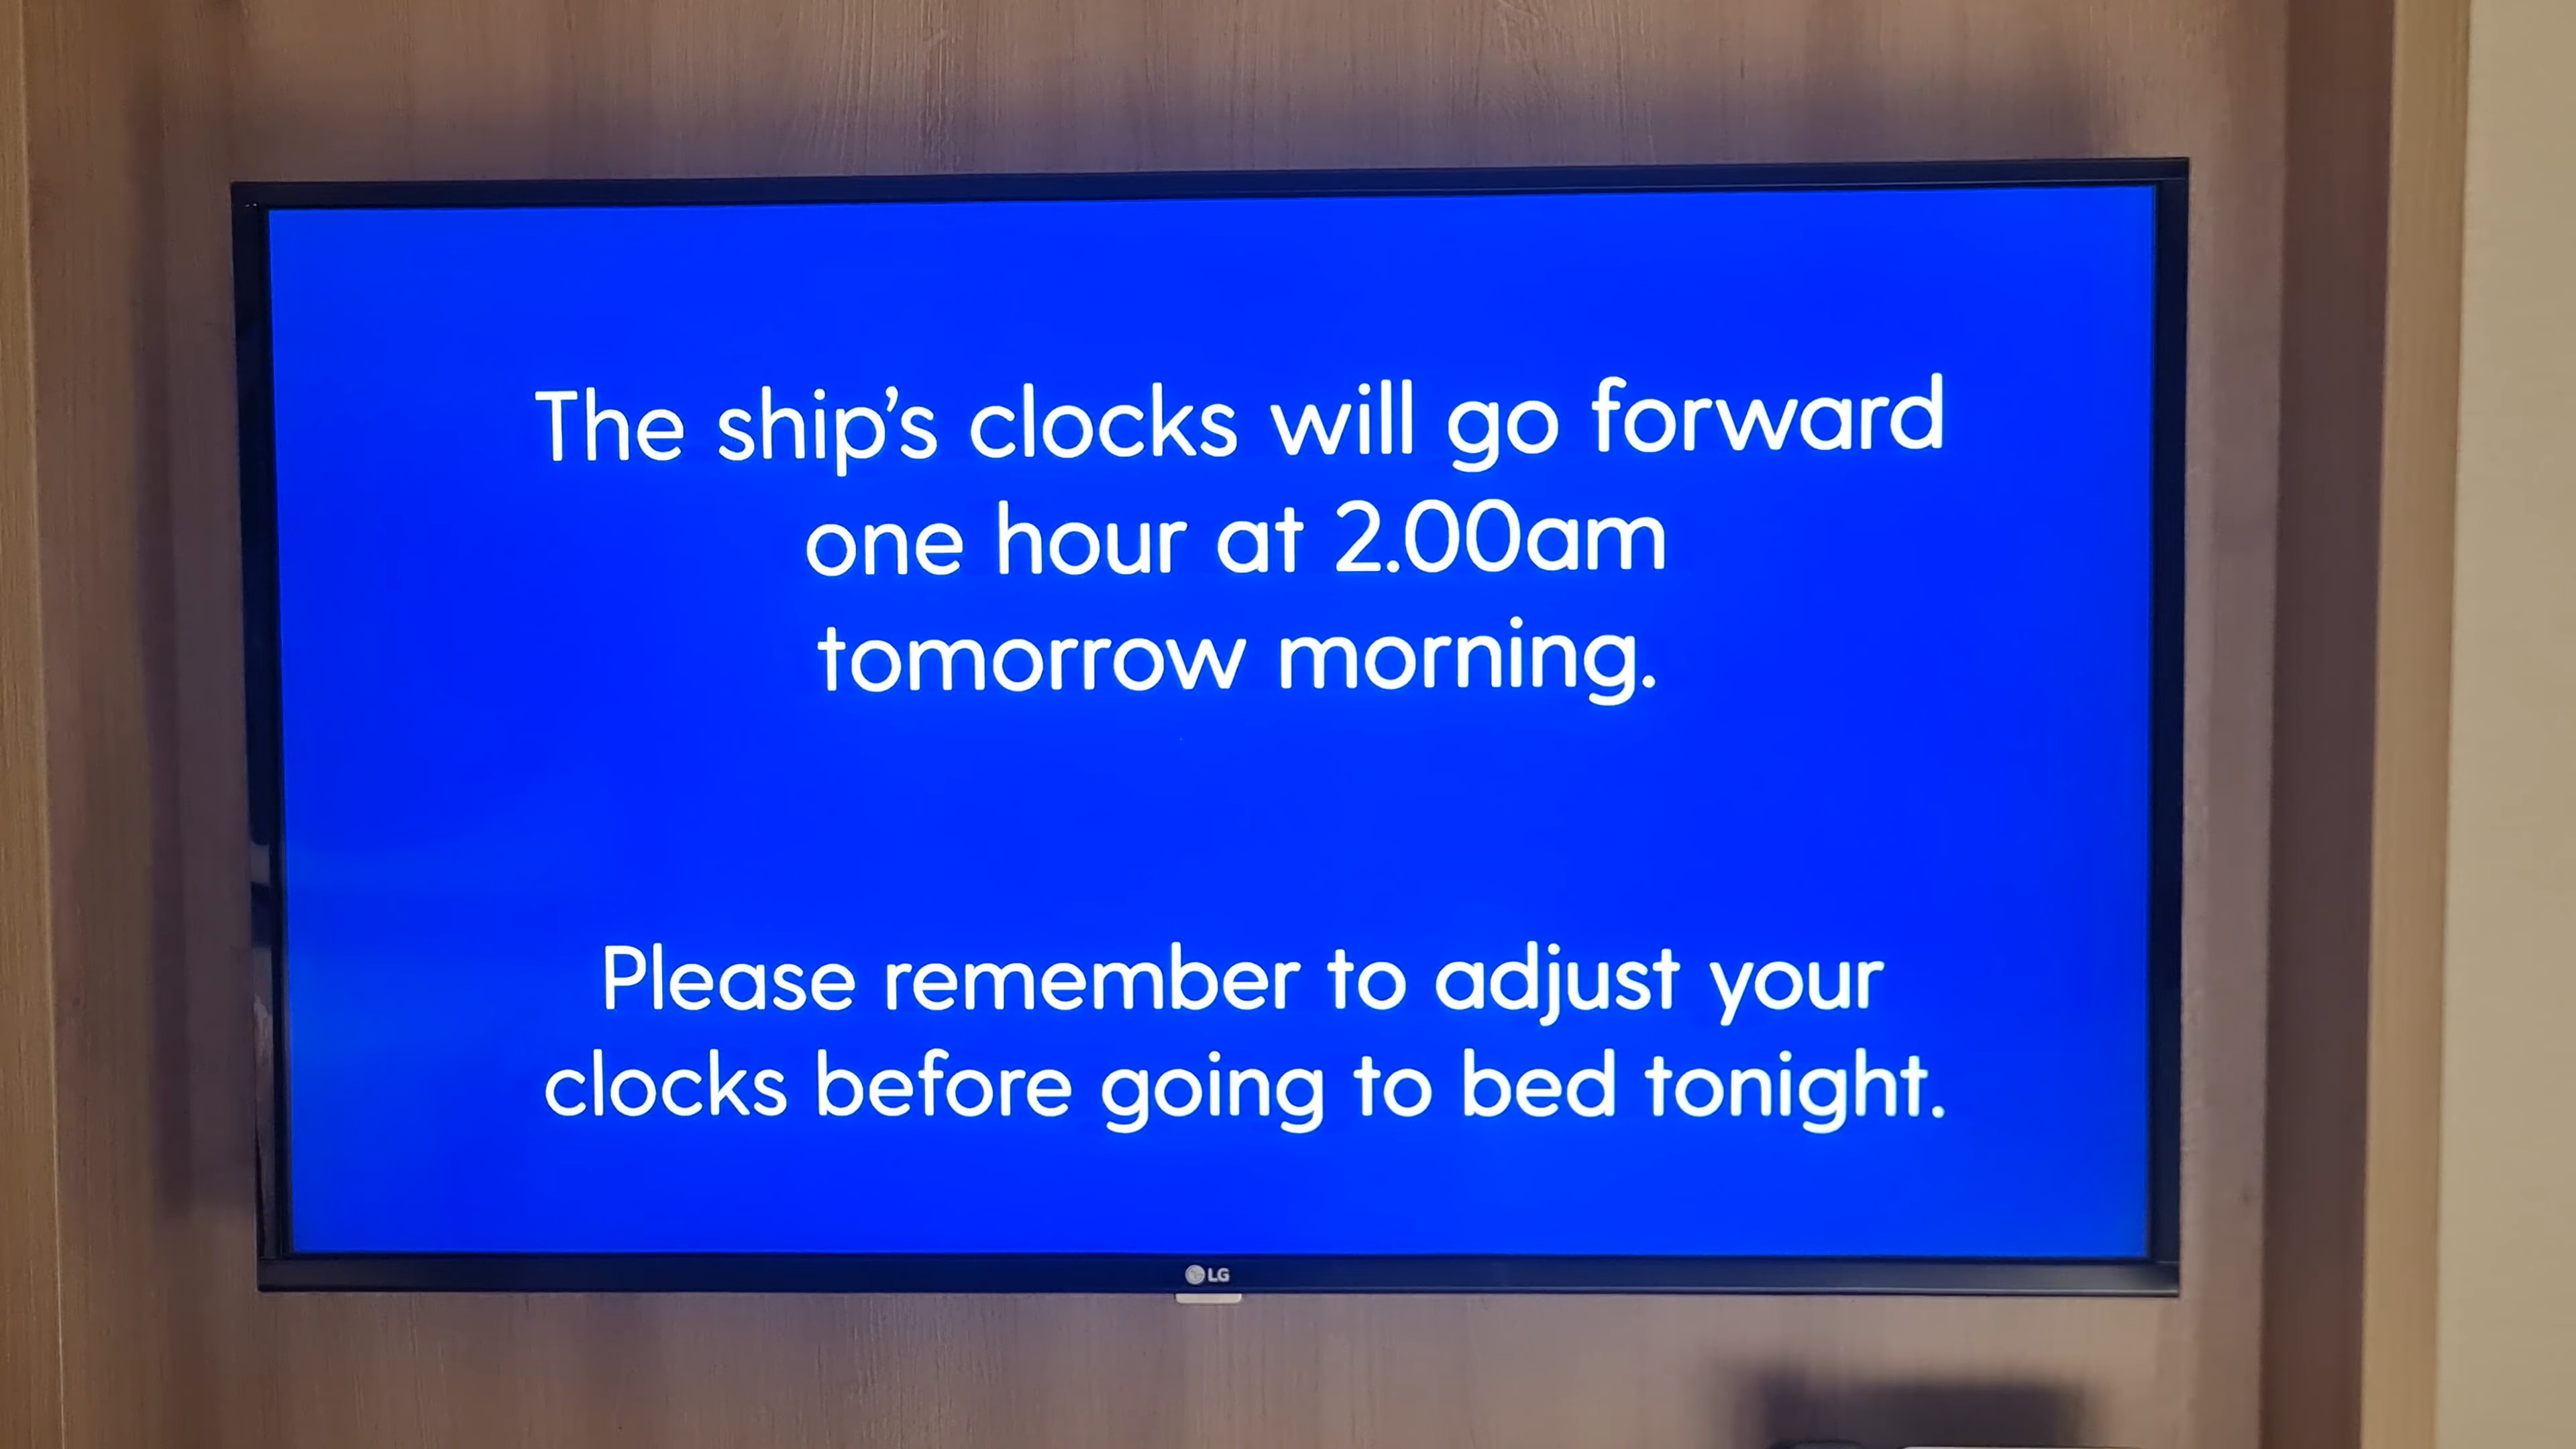 The ship’s clocks will go forward
one hour at 2.00am
tomorrow morning.
Please remember to adjust your
clocks before going to bed tonight.
LG